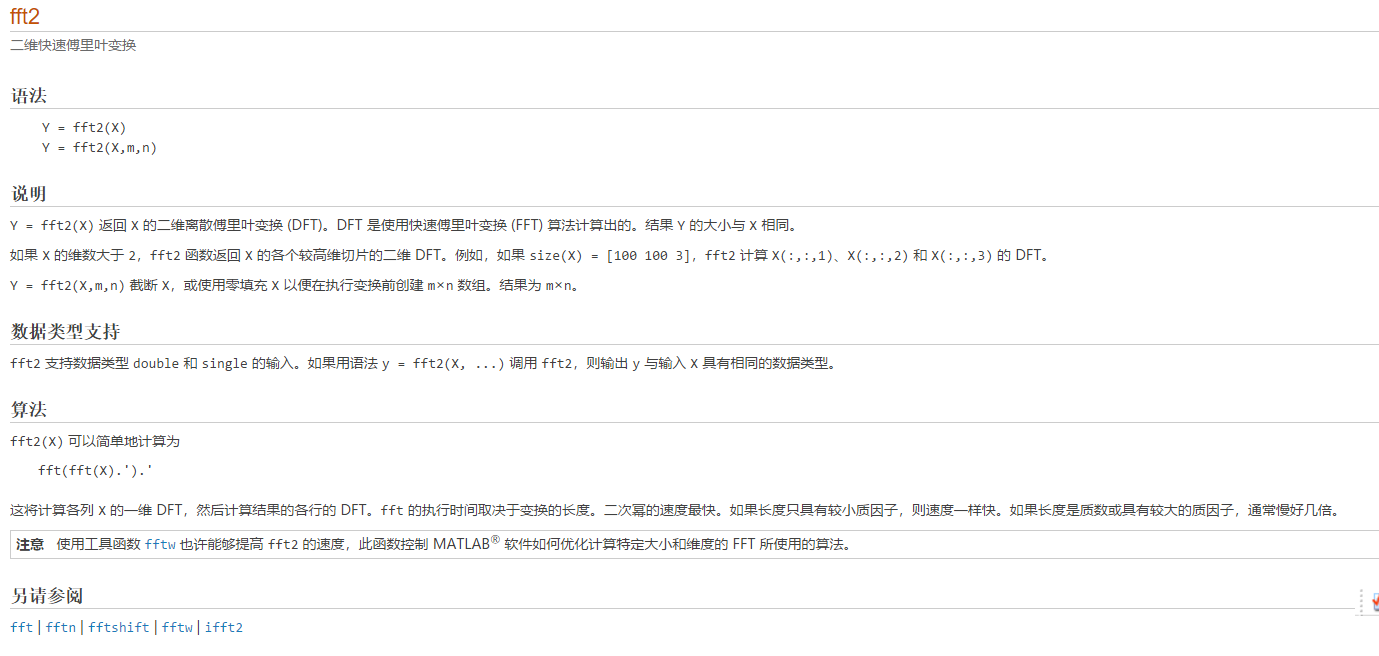 fft2
二维快速傅里叶变换
语法
Y = fft2(X)
Y = fft2(X,m,n)
说明
Y = fft2(X) 返回 X 的二维离散傅里叶变换 (DFT)。DFT 是使用快速傅里叶变换 (FFT) 算法计算出的。结果 Y 的大小与 X 相同。
如果 X 的维数大于 2，fft2 函数返回 X 的各个较高维切片的二维 DFT。例如，如果 size(X) = [100 100 3]，fft2 计算 X(:,:,1)、X(:,:,2) 和 X(:,:,3) 的 DFT。
Y = fft2(X,m,n) 截断 X，或使用零填充 X 以便在执行变换前创建 m×n 数组。结果为 m×n。
数据类型支持
fft2 支持数据类型 double 和 single 的输入。如果用语法 y = fft2(X, ...) 调用 fft2，则输出 y 与输入 X 具有相同的数据类型。
算法
fft2(X) 可以简单地计算为
fft(fft(X).').'
这将计算各列 X 的一维 DFT，然后计算结果的各行的 DFT。fft 的执行时间取决于变换的长度。二次幂的速度最快。如果长度只具有较小质因子，则速度一样快。如果长度是质数或具有较大的质因子，通常慢好几倍。
注意 使用工具函数 fftw 也许能够提高 fft2 的速度，此函数控制 MATLAB® 软件如何优化计算特定大小和维度的 FFT 所使用的算法。
另请参阅
fft | fftn | fftshift | fftw | ifft2